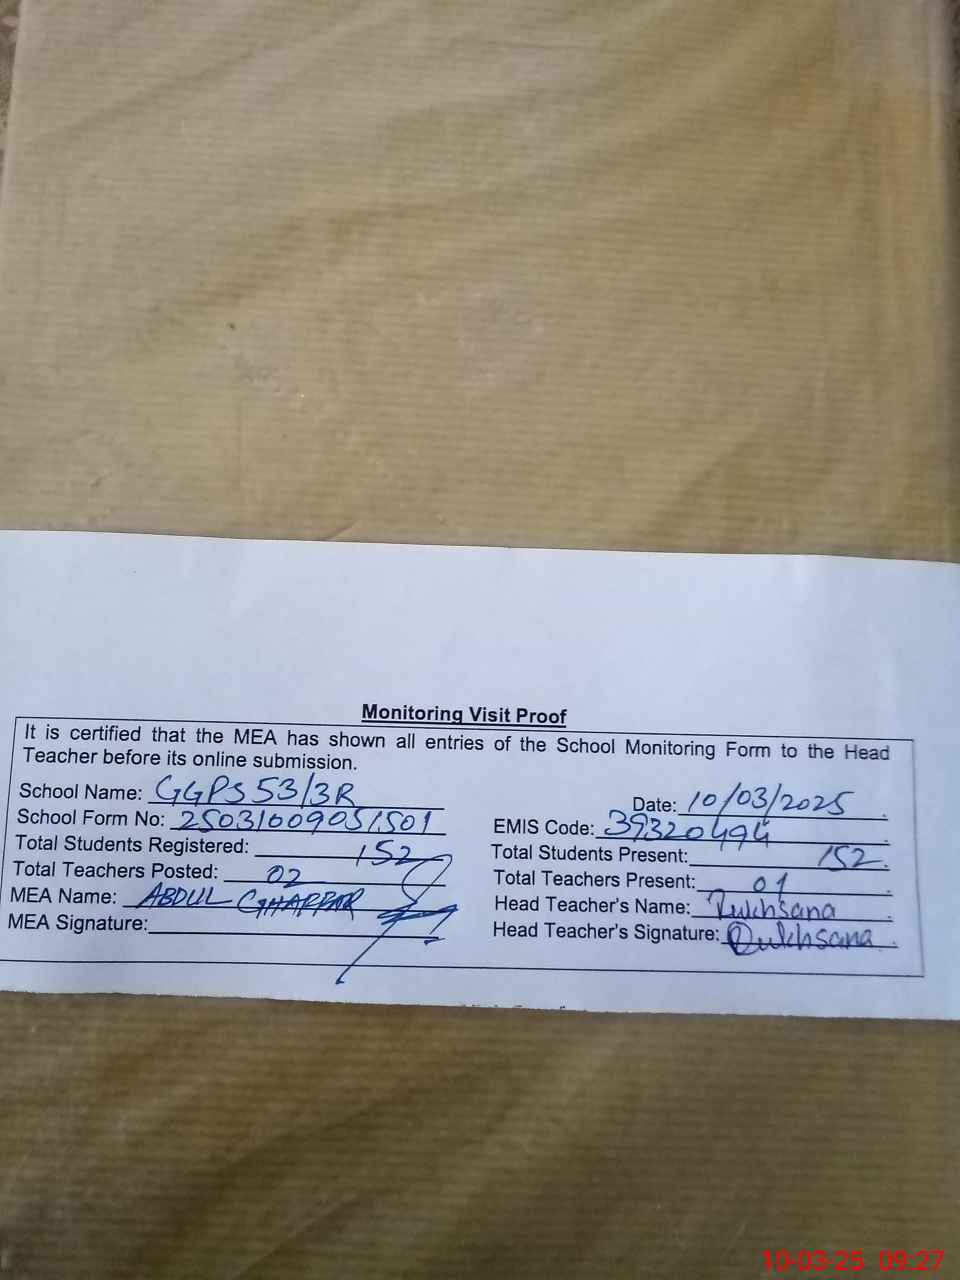 Monitoring Visit Proof
It is certified that the MEA has shown all entries of the School Monitoring Form to the Head
Teacher before its online submission.
School Name: GGPS 53/3R
Date: 10/03/2025
School Form No: 25031009051501
EMIS Code: 39320494
Total Students Registered: 152
Total Students Present: 152
Total Teachers Posted: 02
Total Teachers Present: 01
MEA Name: ABDUL GHAFFAR
Head Teacher's Name: Rukhsana
MEA Signature:
Head Teacher's Signature: Rukhsana
10-03-25 09:27